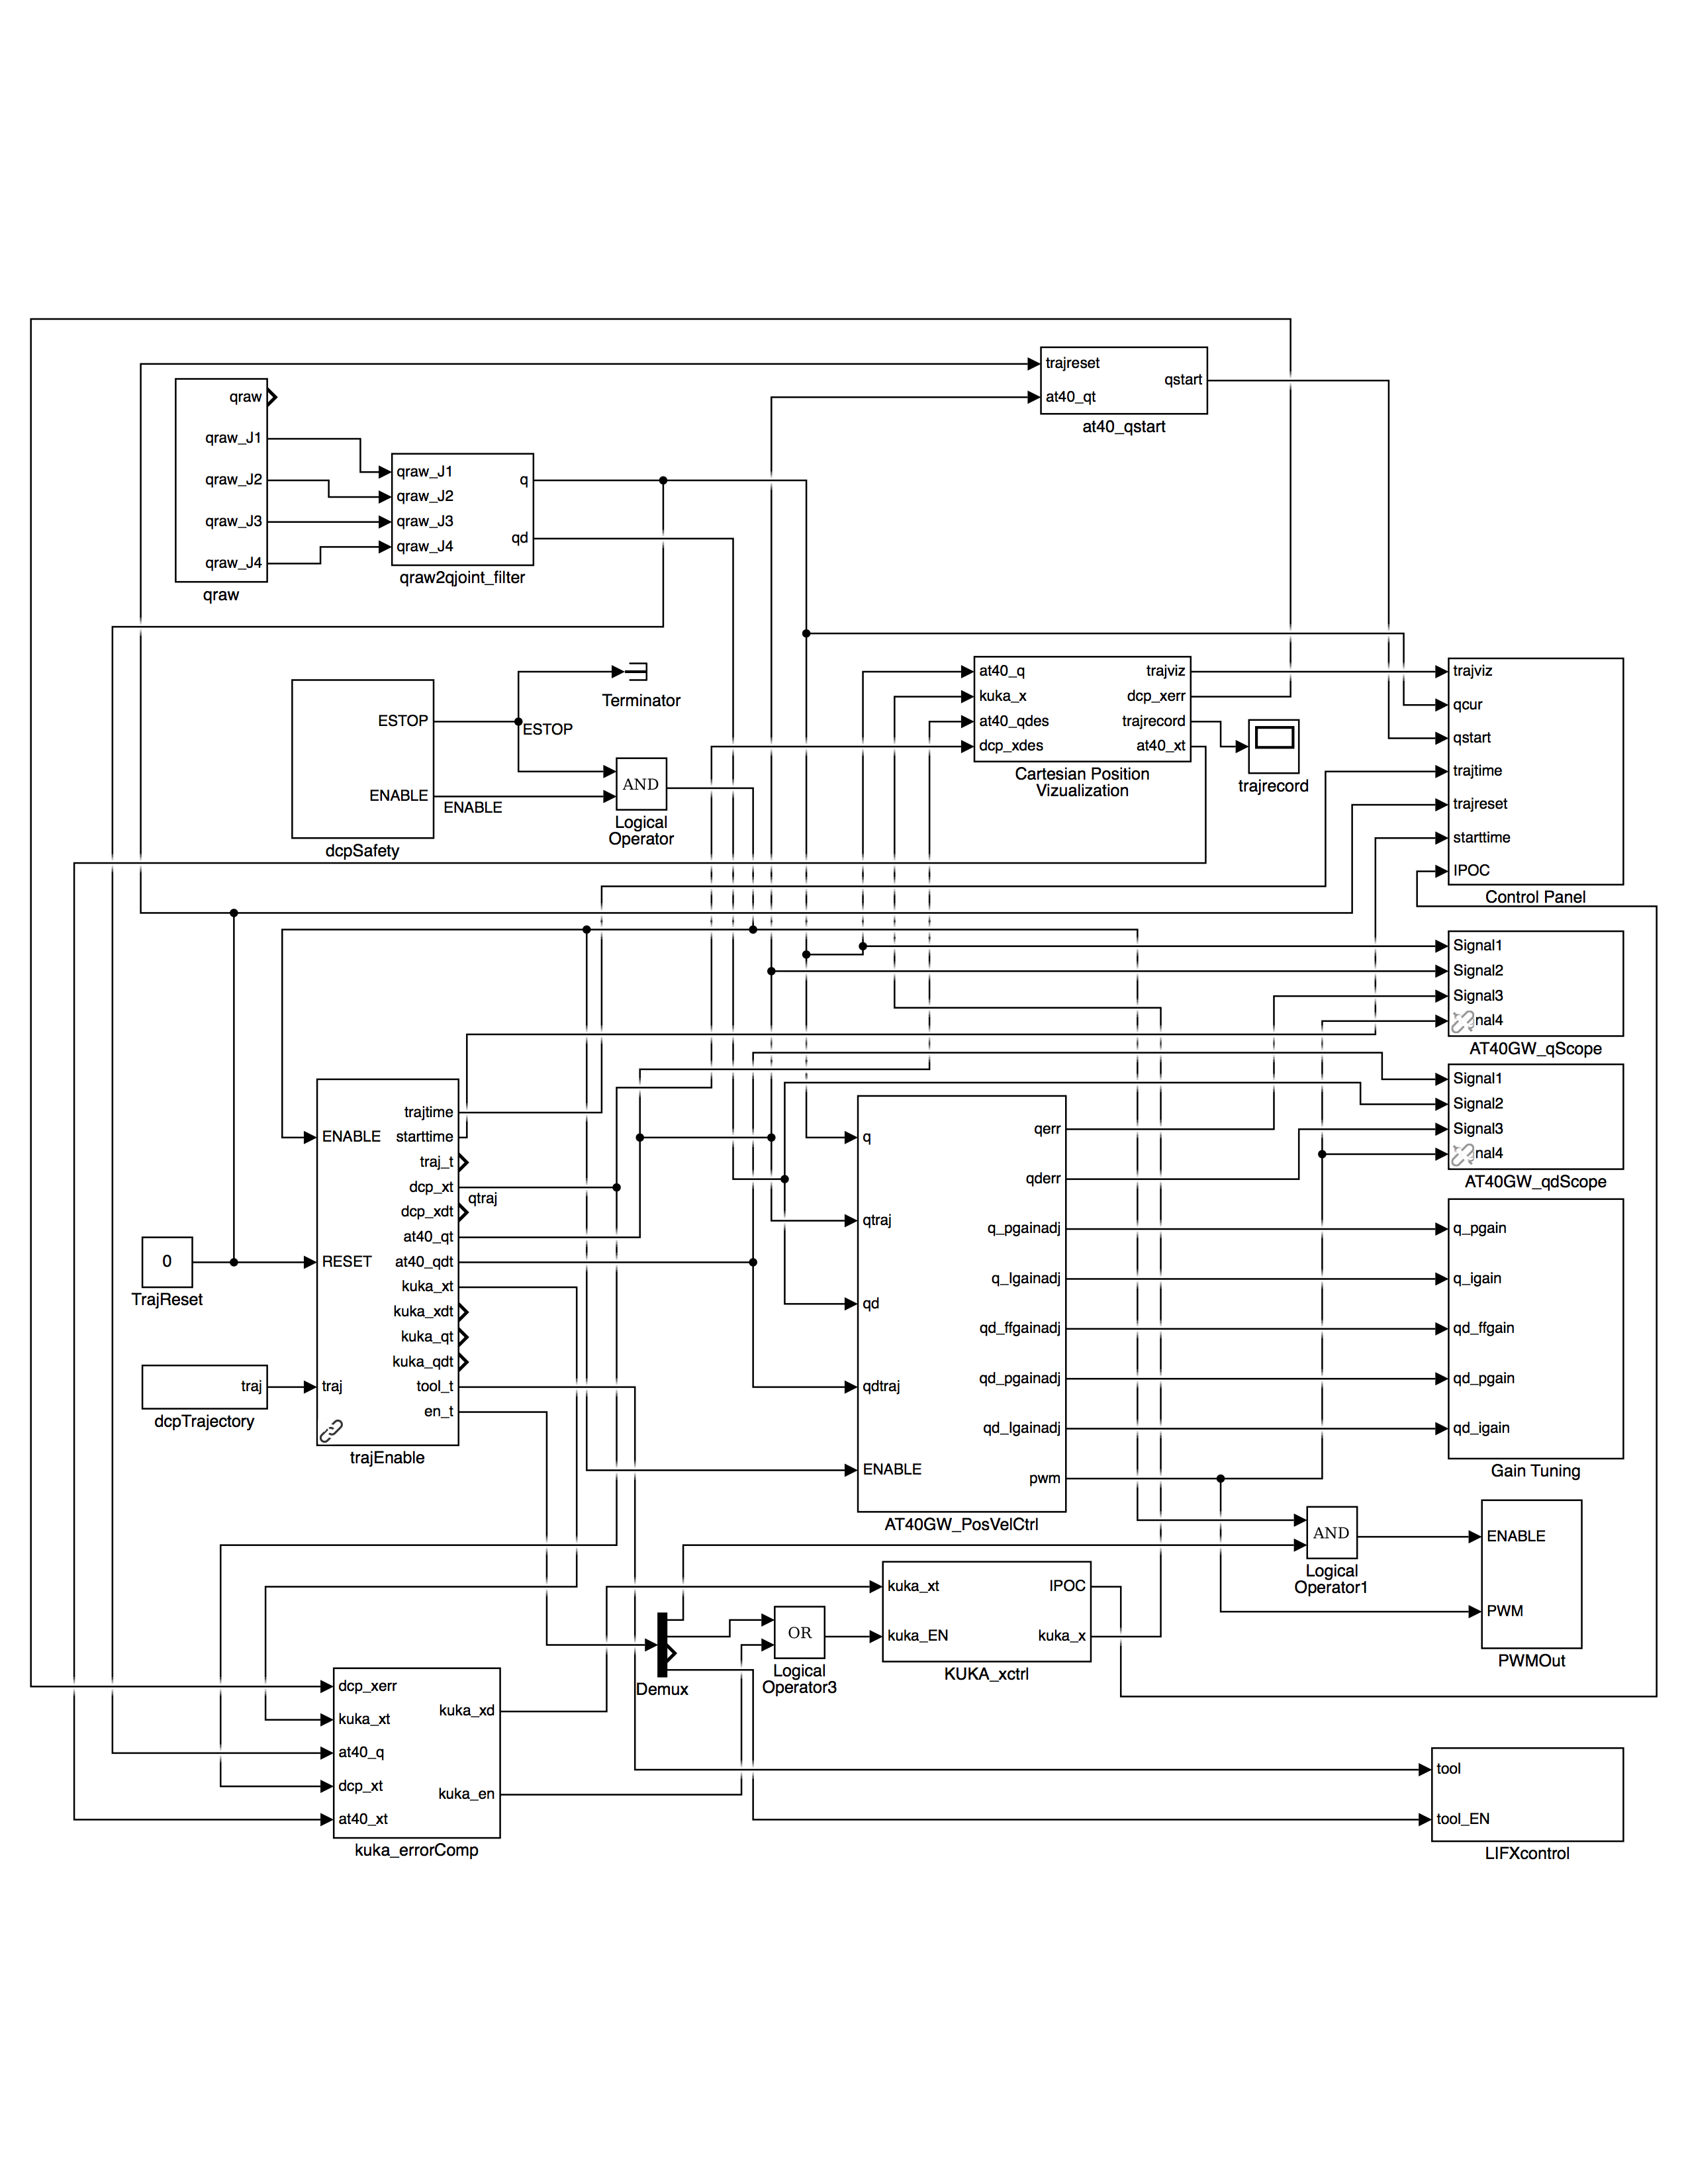 trajreset
at40_qt
qstart
at40_qstart
qraw
qraw_J1
qraw_J2
qraw_J3
qraw_J4
qraw
qraw_J1
qraw_J2
qraw_J3
qraw_J4
q
qd
qraw2qjoint_filter
ESTOP
ENABLE
dcpSafety
ESTOP
ENABLE
Terminator
AND
Logical
Operator
at40_q
kuka_x
at40_qdes
dcp_xdes
trajviz
dcp_xerr
trajrecord
at40_xt
Cartesian Position
Vizualization
trajrecord
trajviz
qcur
qstart
trajtime
trajreset
starttime
IPOC
Control Panel
Signal1
Signal2
Signal3
nal4
AT40GW_qScope
Signal1
Signal2
Signal3
nal4
AT40GW_qdScope
0
TrajReset
traj
dcpTrajectory
ENABLE
RESET
traj
trajtime
starttime
traj_t
dcp_xt
dcp_xdt
at40_qt
at40_qdt
kuka_xt
kuka_xdt
kuka_qt
kuka_qdt
tool_t
en_t
trajEnable
qtraj
q
qtraj
qd
qdtraj
ENABLE
qerr
qderr
q_pgainadj
q_Igainadj
qd_ffgainadj
qd_pgainadj
qd_Igainadj
pwm
AT40GW_PosVelCtrl
q_pgain
q_igain
qd_ffgain
qd_pgain
qd_igain
Gain Tuning
AND
Logical
Operator1
ENABLE
PWM
PWMOut
kuka_xt
kuka_EN
IPOC
kuka_x
KUKA_xctrl
OR
Logical
Operator3
Demux
dcp_xerr
kuka_xt
at40_q
dcp_xt
at40_xt
kuka_xd
kuka_en
kuka_errorComp
tool
tool_EN
LIFXcontrol